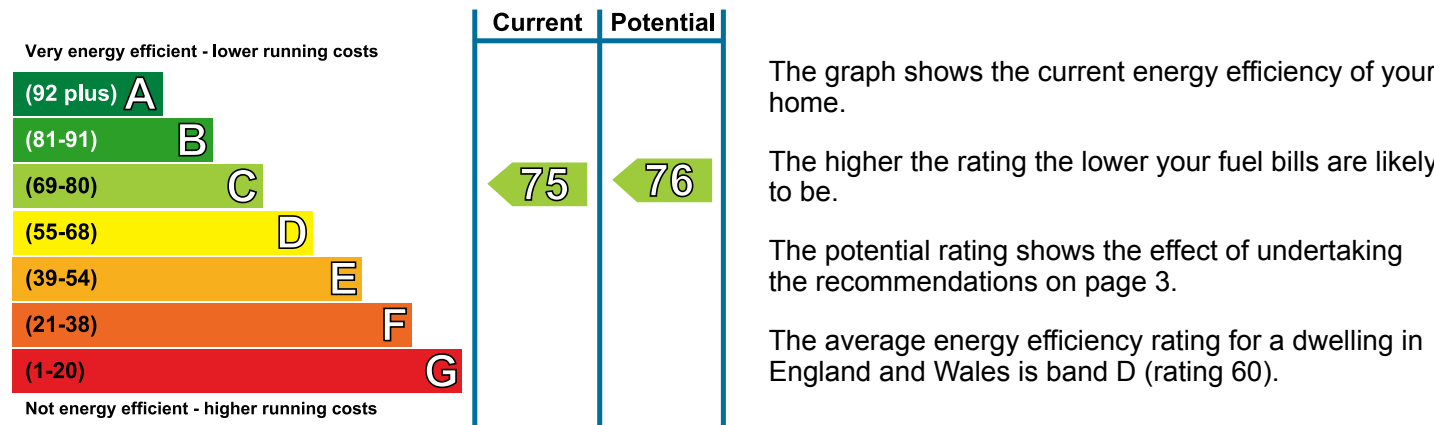 Current Potential
Very energy efficient - lower running costs
(92 plus) A
(81-91) B
(69-80) C
(55-68) D
(39-54) E
(21-38) F
(1-20) G
Not energy efficient - higher running costs
75 76
The graph shows the current energy efficiency of your
home.
The higher the rating the lower your fuel bills are likely
to be.
The potential rating shows the effect of undertaking
the recommendations on page 3.
The average energy efficiency rating for a dwelling in
England and Wales is band D (rating 60).